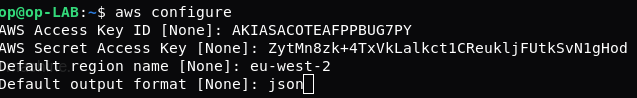 op@op-LAB:~$ aws configure
AWS Access Key ID [None]: AKIASACOTEAFPPBUG7PY
AWS Secret Access Key [None]: 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
Default region name [None]: eu-west-2
Default output format [None]: json